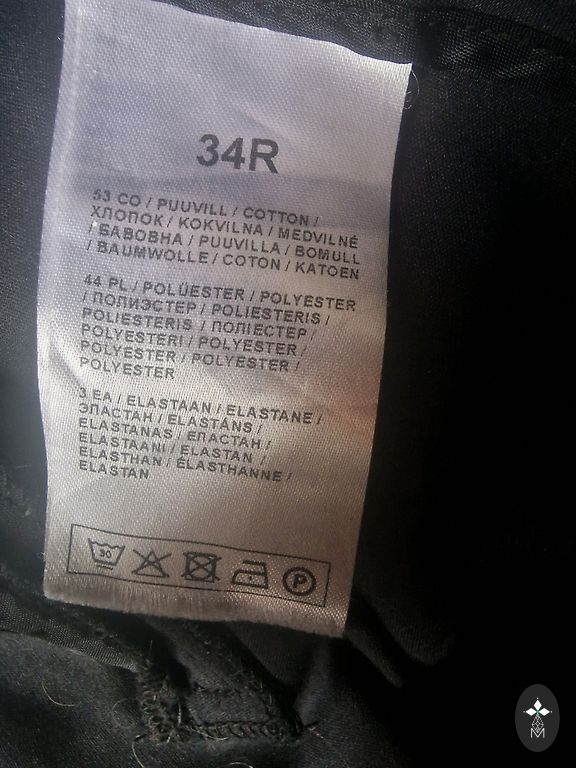 34R
53 CO / PUUVILL / COTTON /
ХЛОПОК / KOKVILNA / MEDVILNĖ
/ БАВОВНА / PUUVILLA / BOMULL
/ BAUMWOLLE / COTON / KATOEN
44 PL / POLÜESTER / POLYESTER
/ ПОЛИЭСТЕР / POLIESTERIS /
POLIESTERIS / ПОЛІЕСТЕР /
POLYESTERI / POLYESTER /
POLYESTER / POLYESTER /
POLYESTER
3 EA / ELASTAAN / ELASTANE /
ЭЛАСТАН / ELASTĀNS /
ELASTANAS / ЕЛАСТАН /
ELASTAANI / ELASTAN /
ELASTHAN / ÉLASTHANNE /
ELASTAN
30 P
M